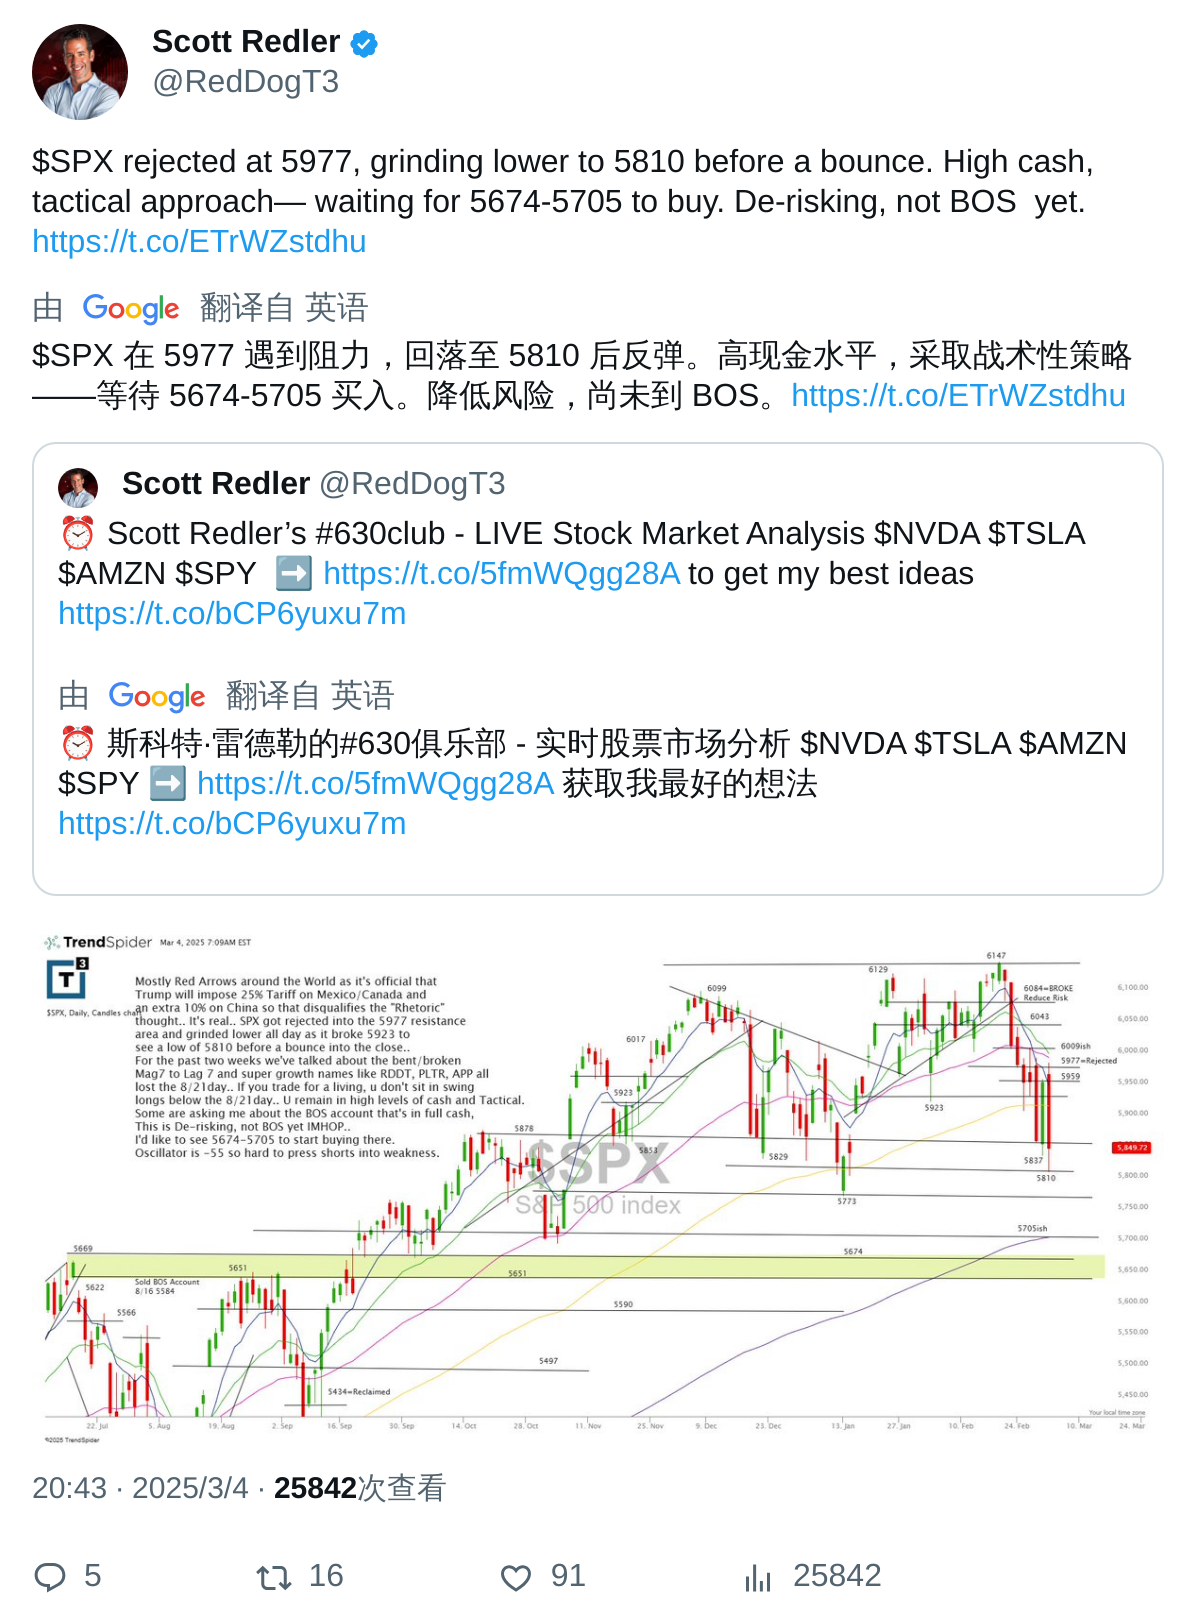 Scott Redler
@RedDogT3
$SPX rejected at 5977, grinding lower to 5810 before a bounce. High cash,
tactical approach— waiting for 5674-5705 to buy. De-risking, not BOS  yet.
https://t.co/ETrWZstdhu
由 Google 翻译自 英语
$SPX 在 5977 遇到阻力，回落至 5810 后反弹。高现金水平，采取战术性策略
——等待 5674-5705 买入。降低风险，尚未到 BOS。https://t.co/ETrWZstdhu
Scott Redler @RedDogT3
⏰ Scott Redler’s #630club - LIVE Stock Market Analysis $NVDA $TSLA
$AMZN $SPY ➡️ https://t.co/5fmWQgg28A to get my best ideas
https://t.co/bCP6yuxu7m
由 Google 翻译自 英语
⏰ 斯科特·雷德勒的#630俱乐部 - 实时股票市场分析 $NVDA $TSLA $AMZN
$SPY ➡️ https://t.co/5fmWQgg28A 获取我最好的想法
https://t.co/bCP6yuxu7m
TrendSpider Mar 4, 2025 7:09AM EST
T3
$SPX, Daily, Candles chart
Mostly Red Arrows around the World as it's official that
Trump will impose 25% Tariff on Mexico/Canada and
an extra 10% on China so that disqualifies the "Rhetoric"
thought.. It's real.. SPX got rejected into the 5977 resistance
area and grinded lower all day as it broke 5923 to
see a low of 5810 before a bounce into the close..
For the past two weeks we've talked about the bent/broken
Mag7 to Lag 7 and super growth names like RDDT, PLTR, APP all
lost the 8/21day.. If you trade for a living, u don't sit in swing
longs below the 8/21day.. U remain in high levels of cash and Tactical.
Some are asking me about the BOS account that's in full cash,
This is De-risking, not BOS yet IMHOP..
I'd like to see 5674-5705 to start buying there.
Oscillator is -55 so hard to press shorts into weakness.
$SPX
S&P 500 index
6147
6129
6099
6084=BROKE
Reduce Risk
6043
6017
6009ish
5977=Rejected
5959
5923
5923
5878
5853
5829
5837
5810
5773
5705ish
5674
5669
5651
5651
Sold BOS Account
8/16 5584
5622
5566
5590
5497
5434=Reclaimed
6,100.00
6,050.00
6,000.00
5,950.00
5,900.00
5,849.72
5,800.00
5,750.00
5,700.00
5,650.00
5,600.00
5,550.00
5,500.00
5,450.00
Your local time zone
22. Jul 5. Aug 19. Aug 2. Sep 16. Sep 30. Sep 14. Oct 28. Oct 11. Nov 25. Nov 9. Dec 23. Dec 13. Jan 27. Jan 10. Feb 24. Feb 10. Mar 24. Mar
©2025 TrendSpider
20:43 · 2025/3/4 · 25842次查看
5 16 91 25842